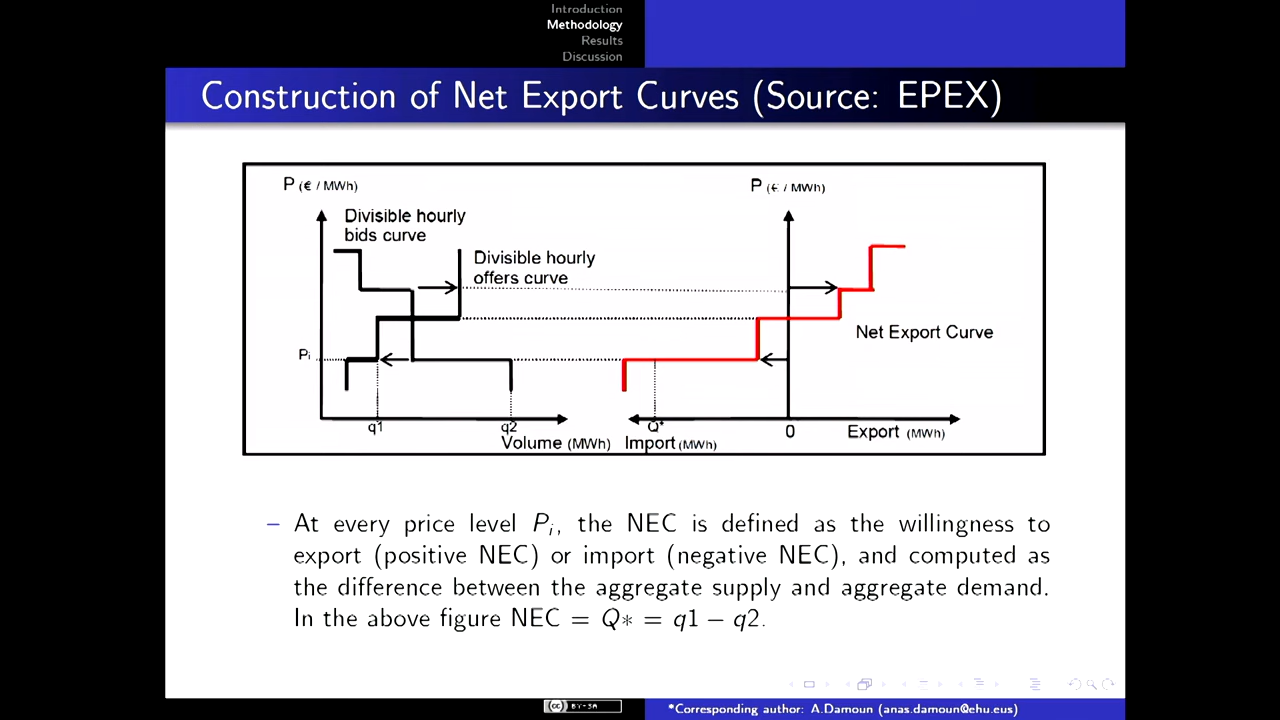 Introduction
Methodology
Results
Discussion
Construction of Net Export Curves (Source: EPEX)
P (€ / MWh)
P (€ / MWh)
Divisible hourly
bids curve
Divisible hourly
offers curve
Net Export Curve
Pi
q1
q2
Q*
0
Volume (MWh)
Import (MWh)
Export (MWh)
– At every price level Pi, the NEC is defined as the willingness to
export (positive NEC) or import (negative NEC), and computed as
the difference between the aggregate supply and aggregate demand.
In the above figure NEC = Q∗ = q1 − q2.
cc BY-SA
*Corresponding author: A.Damoun (anas.damoun@ehu.eus)